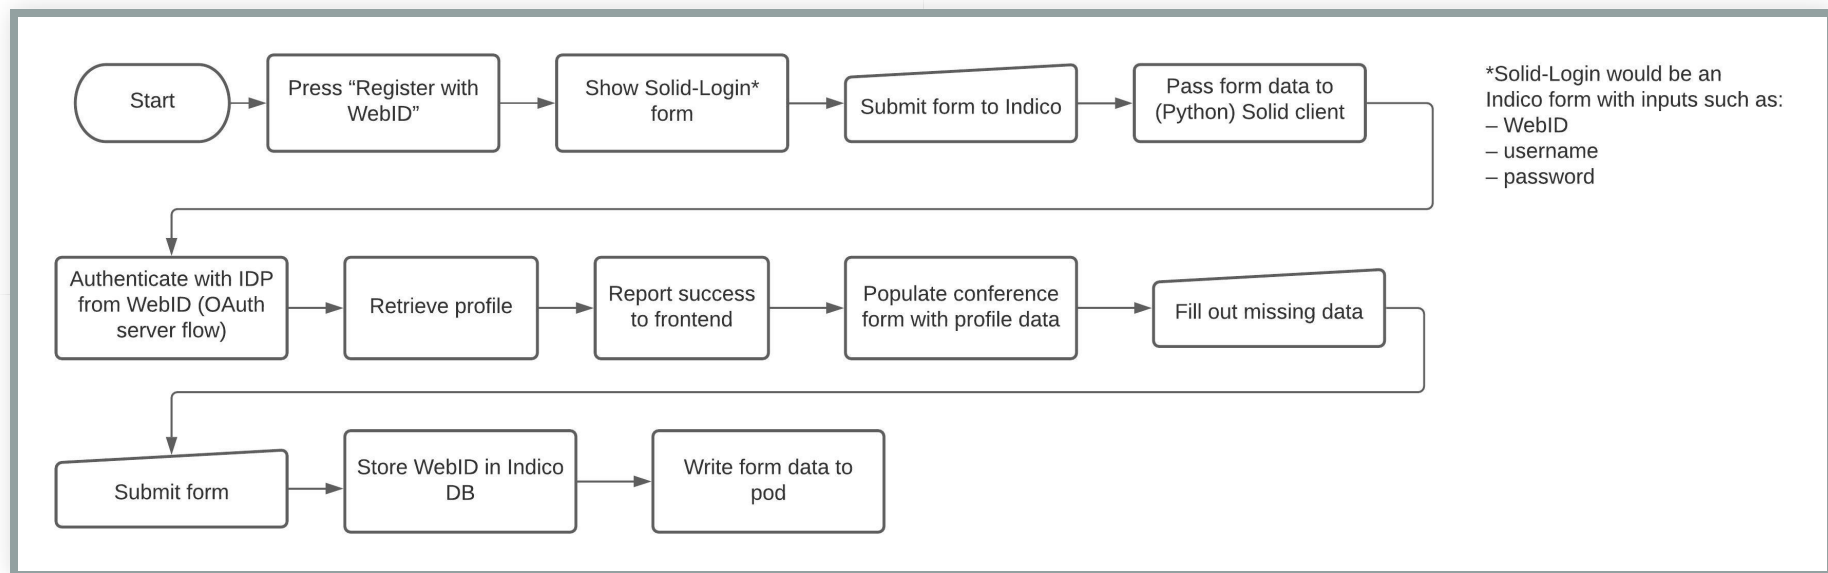 Start
Press “Register with
WebID”
Show Solid-Login*
form
Submit form to Indico
Pass form data to
(Python) Solid client
*Solid-Login would be an
Indico form with inputs such as:
– WebID
– username
– password
Authenticate with IDP
from WebID (OAuth
server flow)
Retrieve profile
Report success
to frontend
Populate conference
form with profile data
Fill out missing data
Submit form
Store WebID in Indico
DB
Write form data to
pod